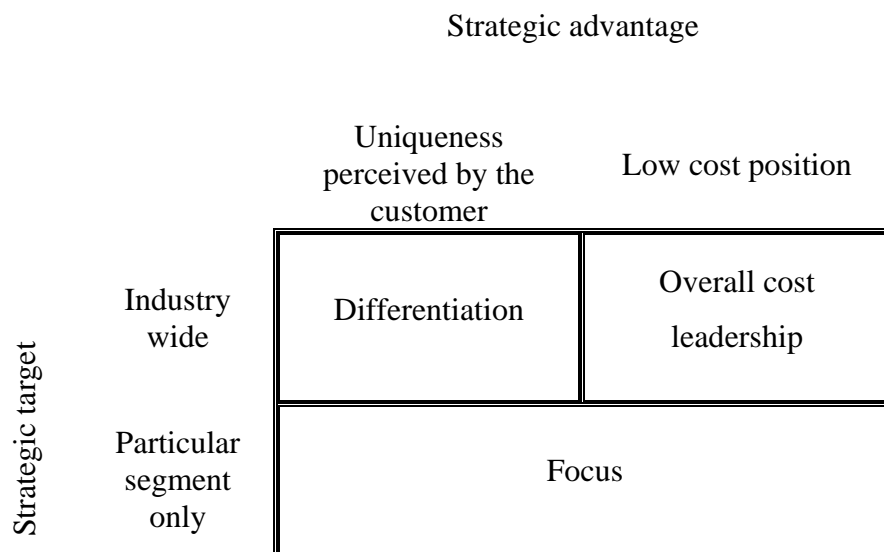 Strategic advantage
Uniqueness
perceived by the
customer
Low cost position
Strategic target
Industry
wide
Differentiation
Overall cost
leadership
Particular
segment
only
Focus